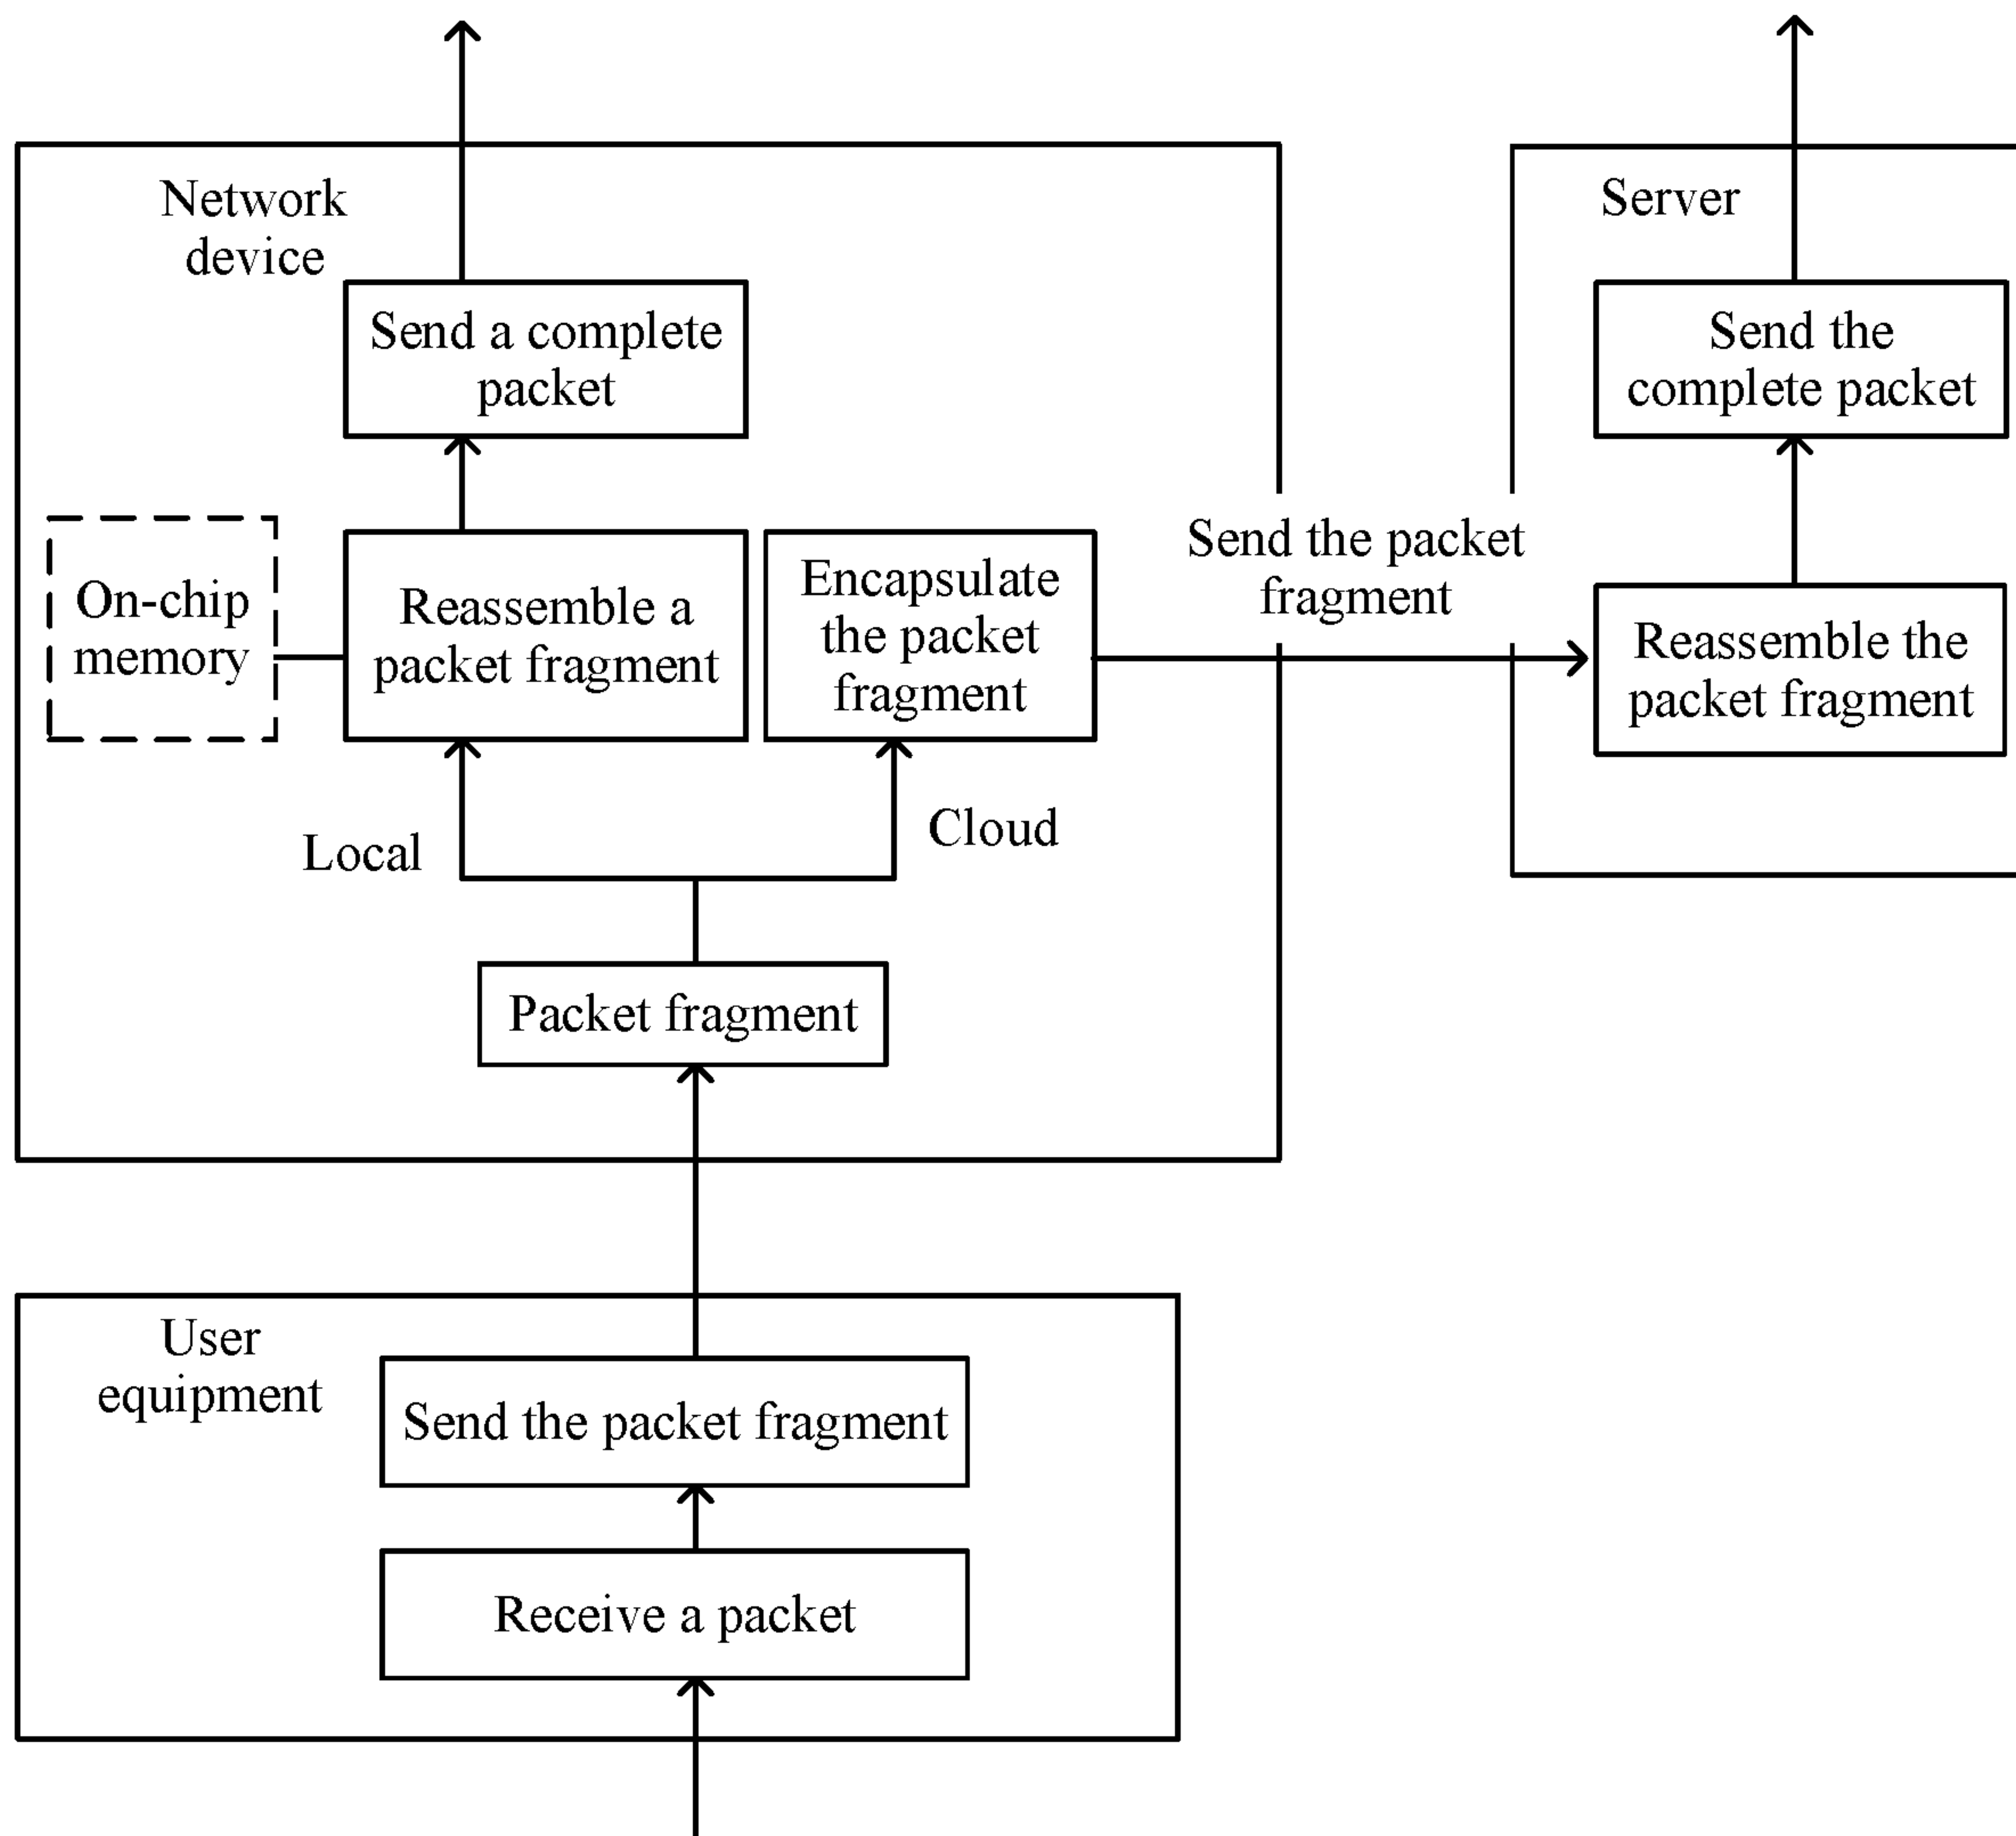 Network
device
Send a complete
packet
On-chip
memory
Reassemble a
packet fragment
Encapsulate
the packet
fragment
Send the packet
fragment
Local
Cloud
Packet fragment
Server
Send the
complete packet
Reassemble the
packet fragment
User
equipment
Send the packet fragment
Receive a packet